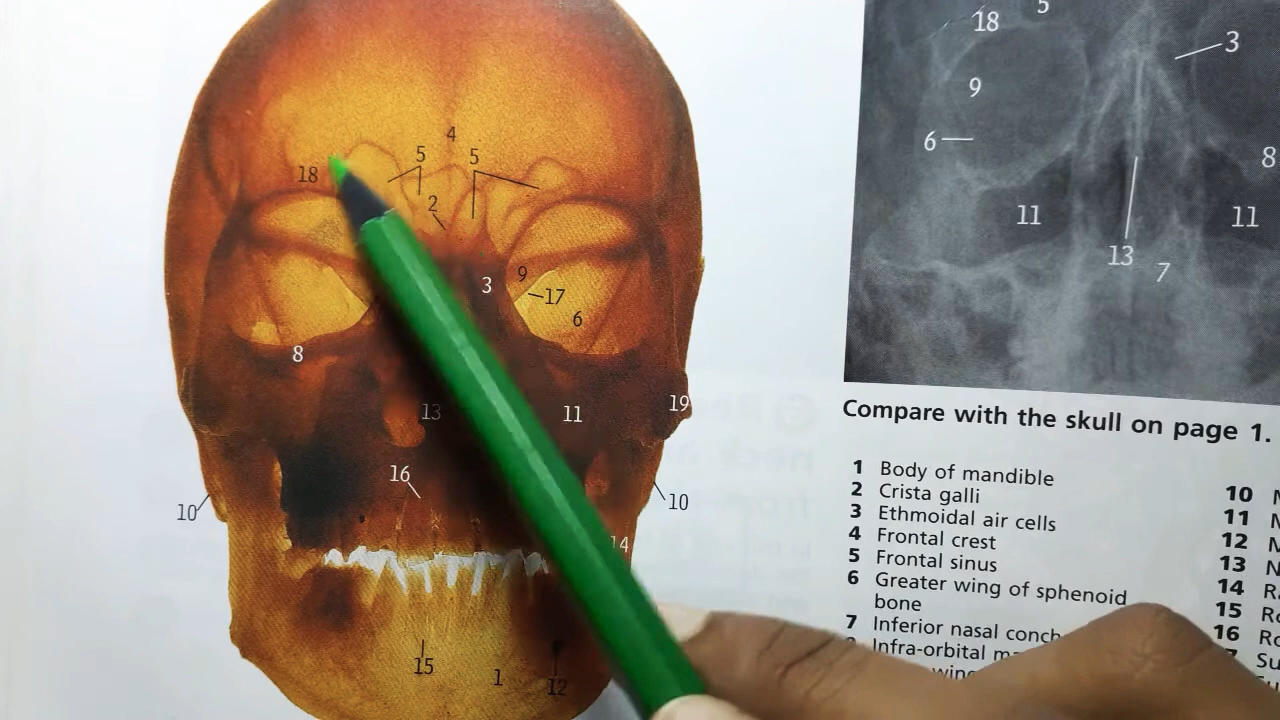 4
5 5
18
2
9
3
17
6
8
13 11 19
16
10 10
14
15
1
12
5
18
3
9
6
8
11 11
13
7
Compare with the skull on page 1.
1 Body of mandible
2 Crista galli
3 Ethmoidal air cells
4 Frontal crest
5 Frontal sinus
6 Greater wing of sphenoid
bone
7 Inferior nasal conch
Infra-orbital
10
11
12
13
14
15
16